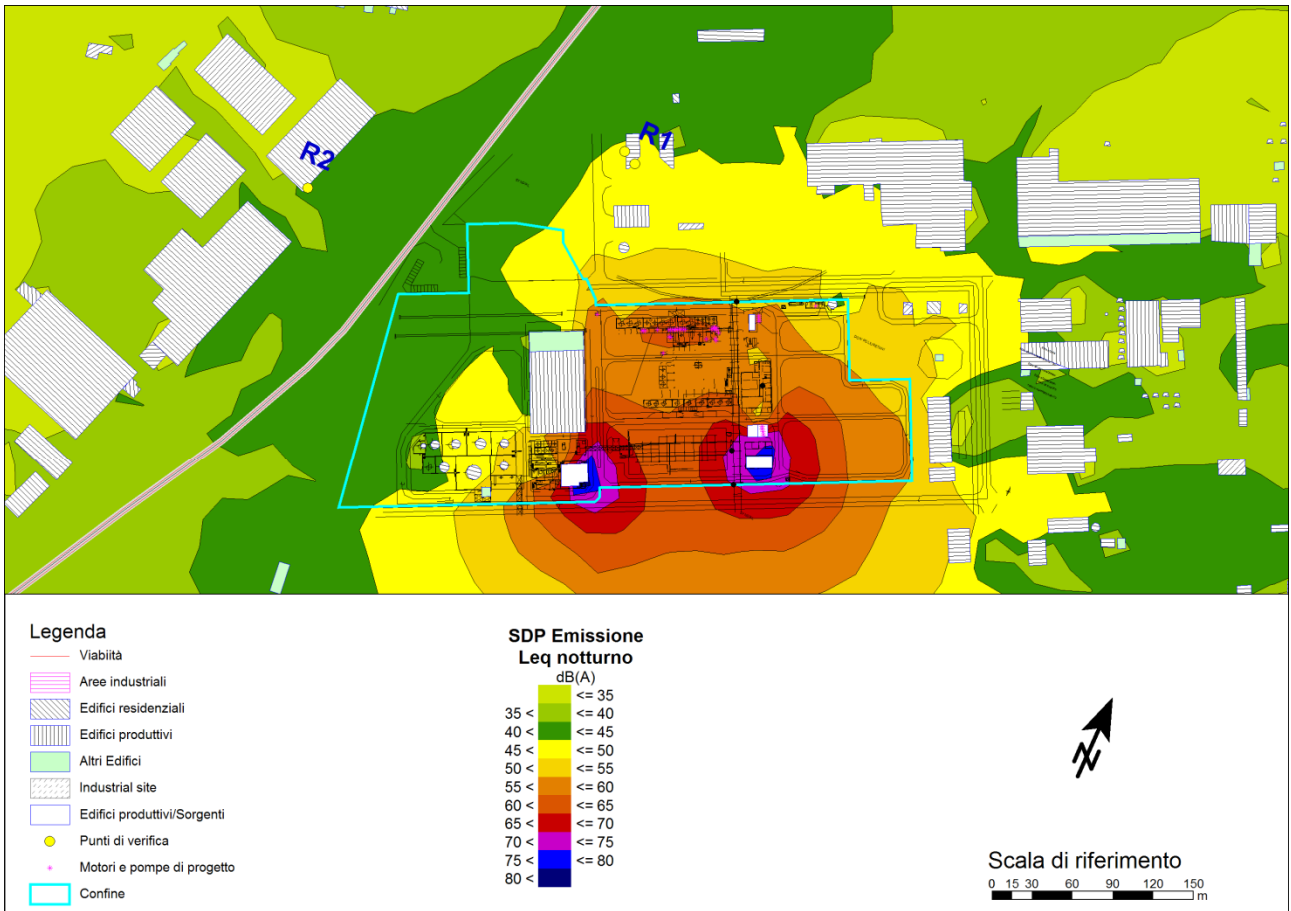 R1
R2
Legenda
Viabiltà
Aree industriali
Edifici residenziali
Edifici produttivi
Altri Edifici
Industrial site
Edifici produttivi/Sorgenti
Punti di verifica
Motori e pompe di progetto
Confine
SDP Emissione
Leq notturno
dB(A)
<= 35
35 < <= 40
40 < <= 45
45 < <= 50
50 < <= 55
55 < <= 60
60 < <= 65
65 < <= 70
70 < <= 75
75 < <= 80
80 <
N
Scala di riferimento
0 15 30 60 90 120 150
m